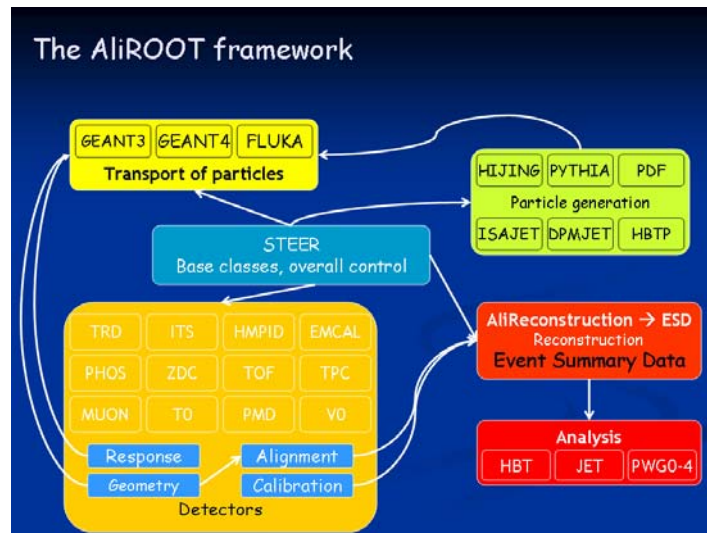 The AliROOT framework
GEANT3 GEANT4 FLUKA
Transport of particles
HIJING PYTHIA PDF
Particle generation
ISAJET DPMJET HBTP
STEER
Base classes, overall control
TRD ITS HMPID EMCAL
PHOS ZDC TOF TPC
MUON T0 PMD V0
Response Alignment
Geometry Calibration
Detectors
AliReconstruction → ESD
Reconstruction
Event Summary Data
Analysis
HBT JET PWG0-4